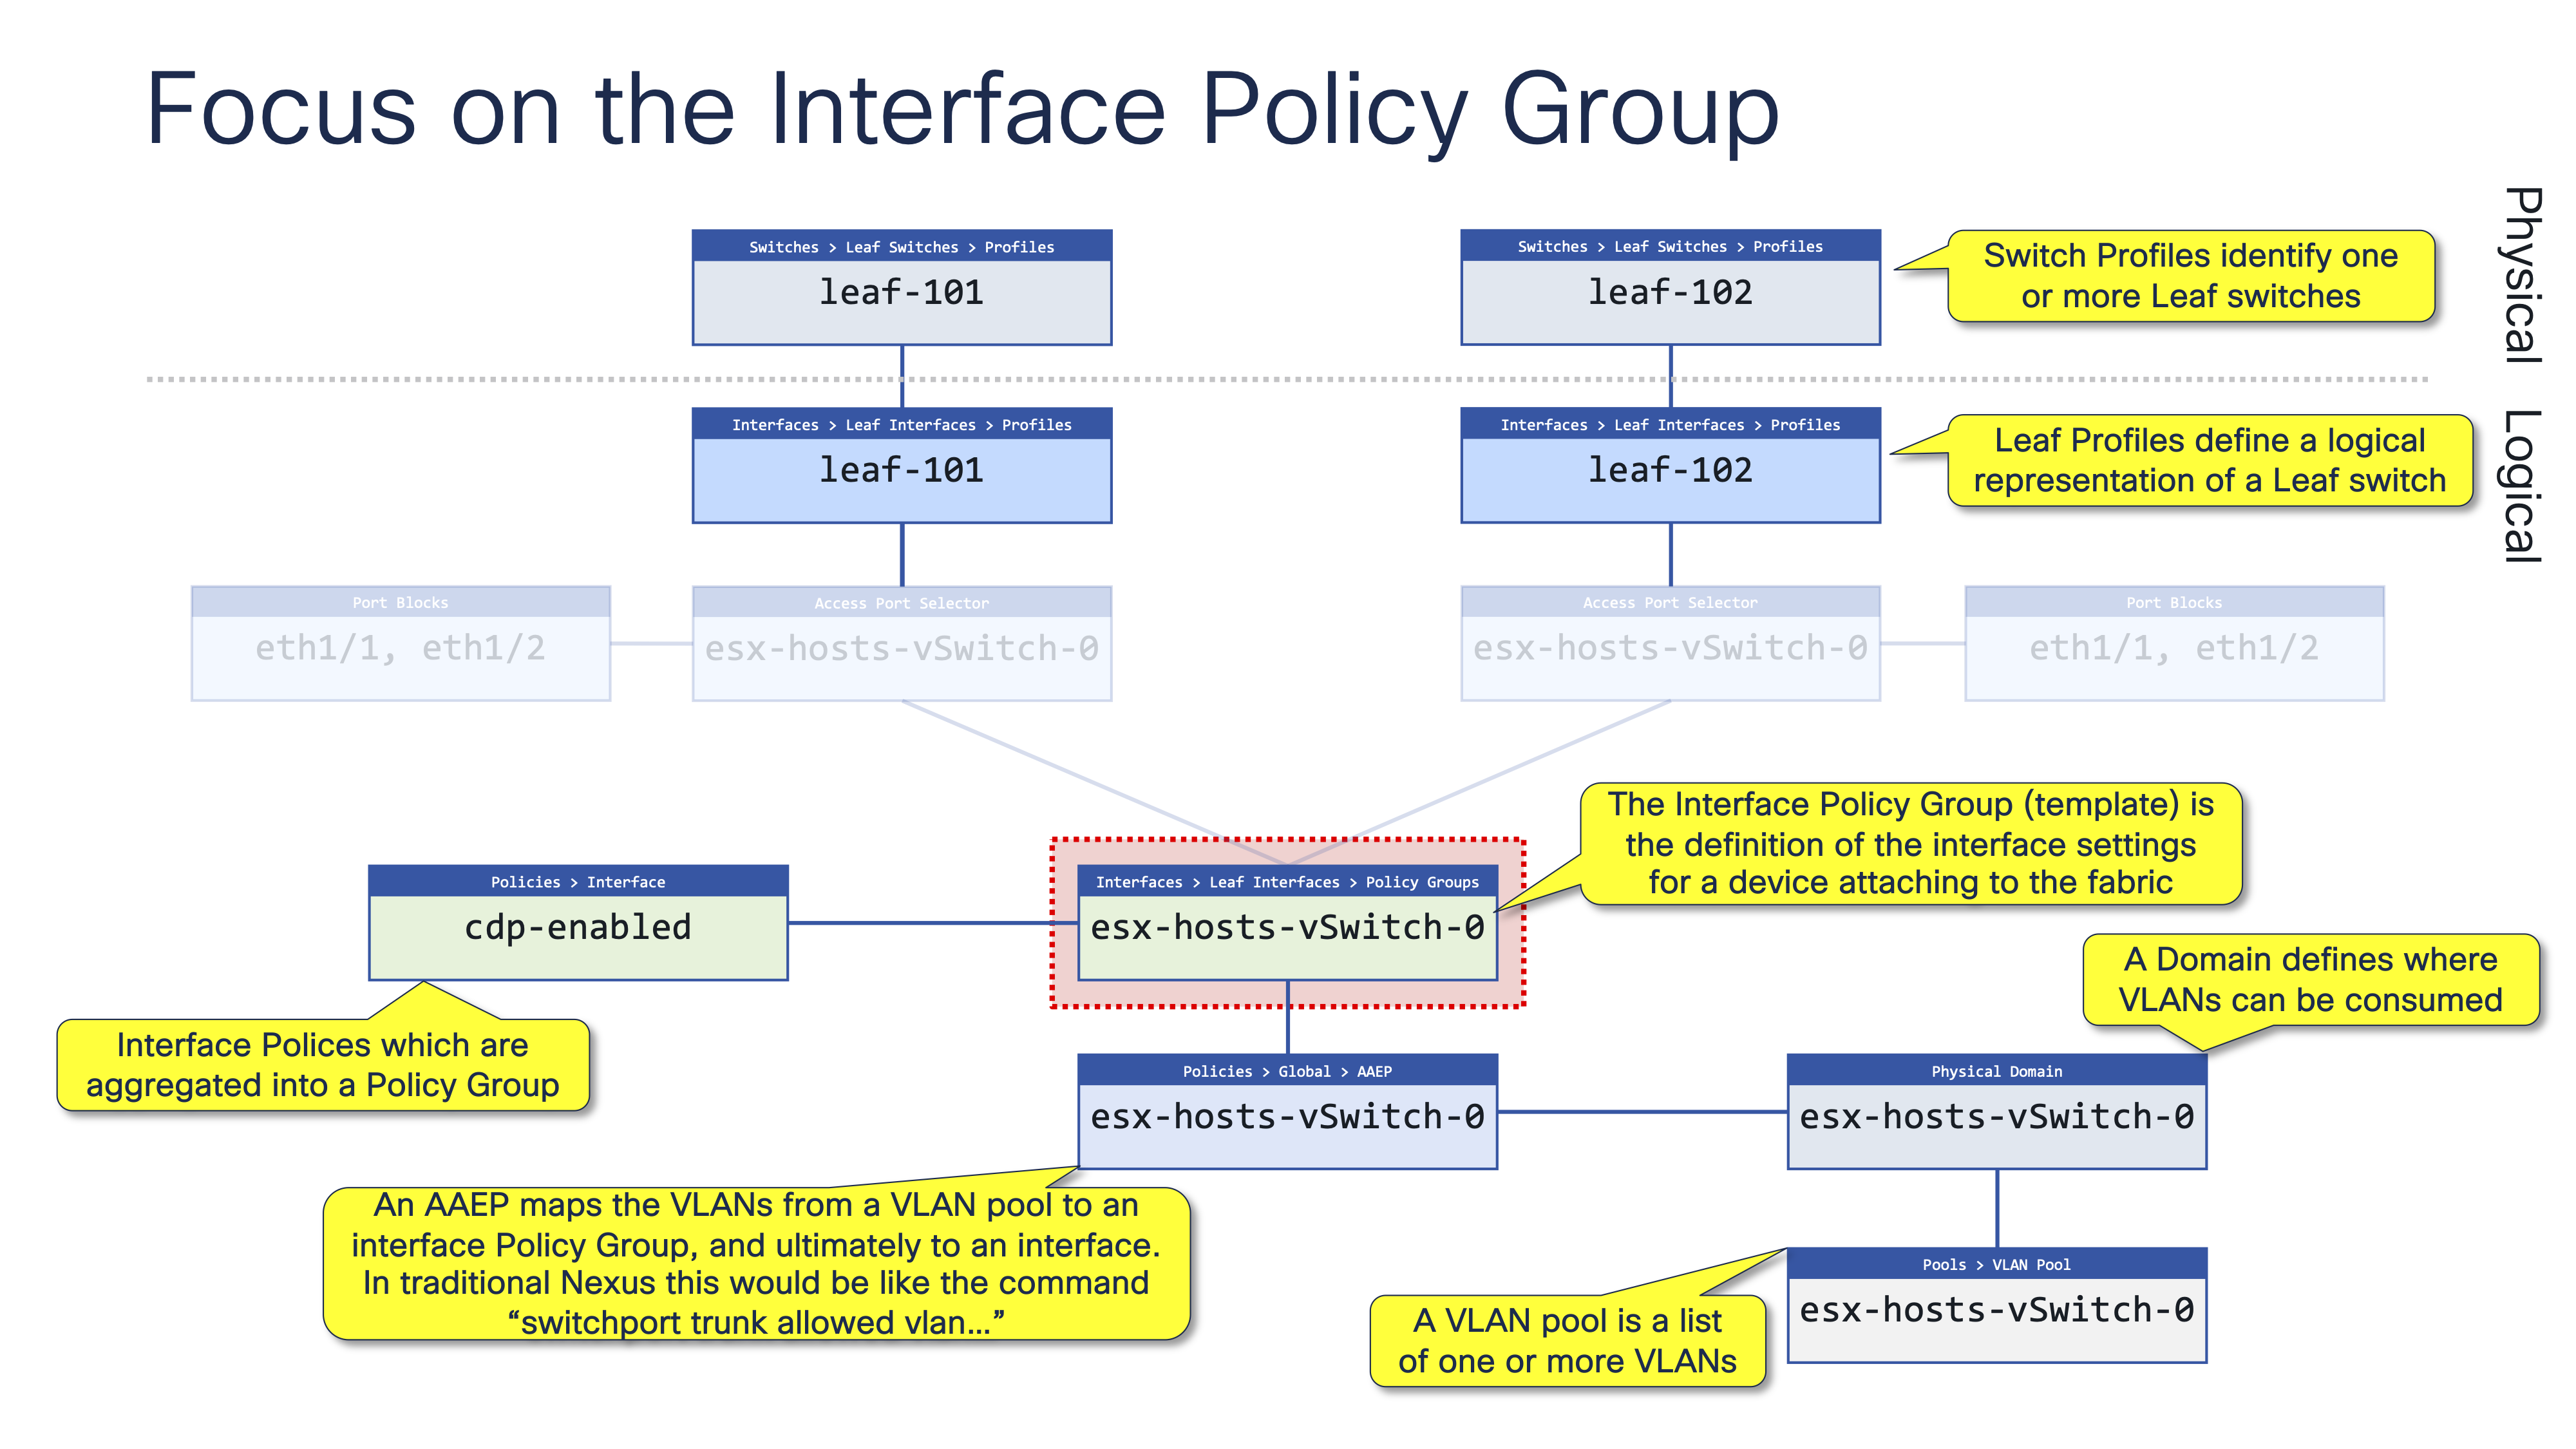 Focus on the Interface Policy Group
Physical
Logical
Switches > Leaf Switches > Profiles
leaf-101
Switches > Leaf Switches > Profiles
leaf-102
Switch Profiles identify one
or more Leaf switches
Interfaces > Leaf Interfaces > Profiles
leaf-101
Interfaces > Leaf Interfaces > Profiles
leaf-102
Leaf Profiles define a logical
representation of a Leaf switch
Port Blocks
eth1/1, eth1/2
Access Port Selector
esx-hosts-vSwitch-0
Access Port Selector
esx-hosts-vSwitch-0
Port Blocks
eth1/1, eth1/2
The Interface Policy Group (template) is
the definition of the interface settings
for a device attaching to the fabric
Policies > Interface
cdp-enabled
Interfaces > Leaf Interfaces > Policy Groups
esx-hosts-vSwitch-0
A Domain defines where
VLANs can be consumed
Interface Polices which are
aggregated into a Policy Group
Policies > Global > AAEP
esx-hosts-vSwitch-0
Physical Domain
esx-hosts-vSwitch-0
An AAEP maps the VLANs from a VLAN pool to an
interface Policy Group, and ultimately to an interface.
In traditional Nexus this would be like the command
“switchport trunk allowed vlan…”
Pools > VLAN Pool
esx-hosts-vSwitch-0
A VLAN pool is a list
of one or more VLANs